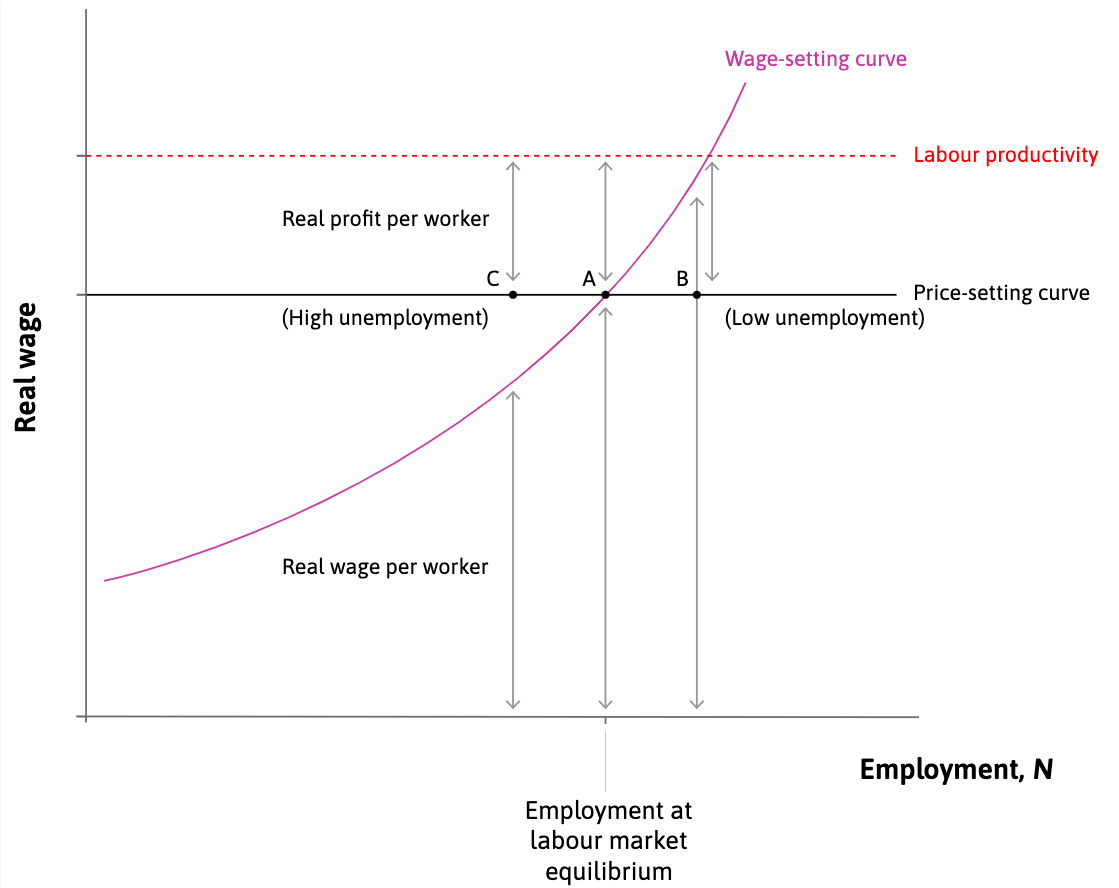 Wage-setting curve
Labour productivity
Real profit per worker
C
A
B
Price-setting curve
(High unemployment)
(Low unemployment)
Real wage
Real wage per worker
Employment, N
Employment at
labour market
equilibrium